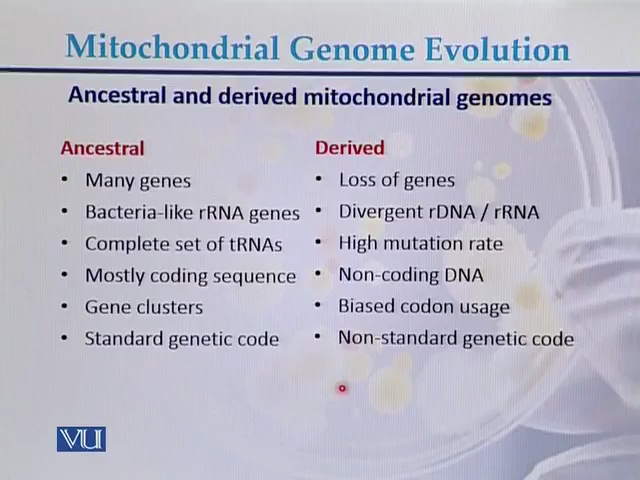 Mitochondrial Genome Evolution
Ancestral and derived mitochondrial genomes
Ancestral
• Many genes
• Bacteria-like rRNA genes
• Complete set of tRNAs
• Mostly coding sequence
• Gene clusters
• Standard genetic code
Derived
• Loss of genes
• Divergent rDNA / rRNA
• High mutation rate
• Non-coding DNA
• Biased codon usage
• Non-standard genetic code
VU